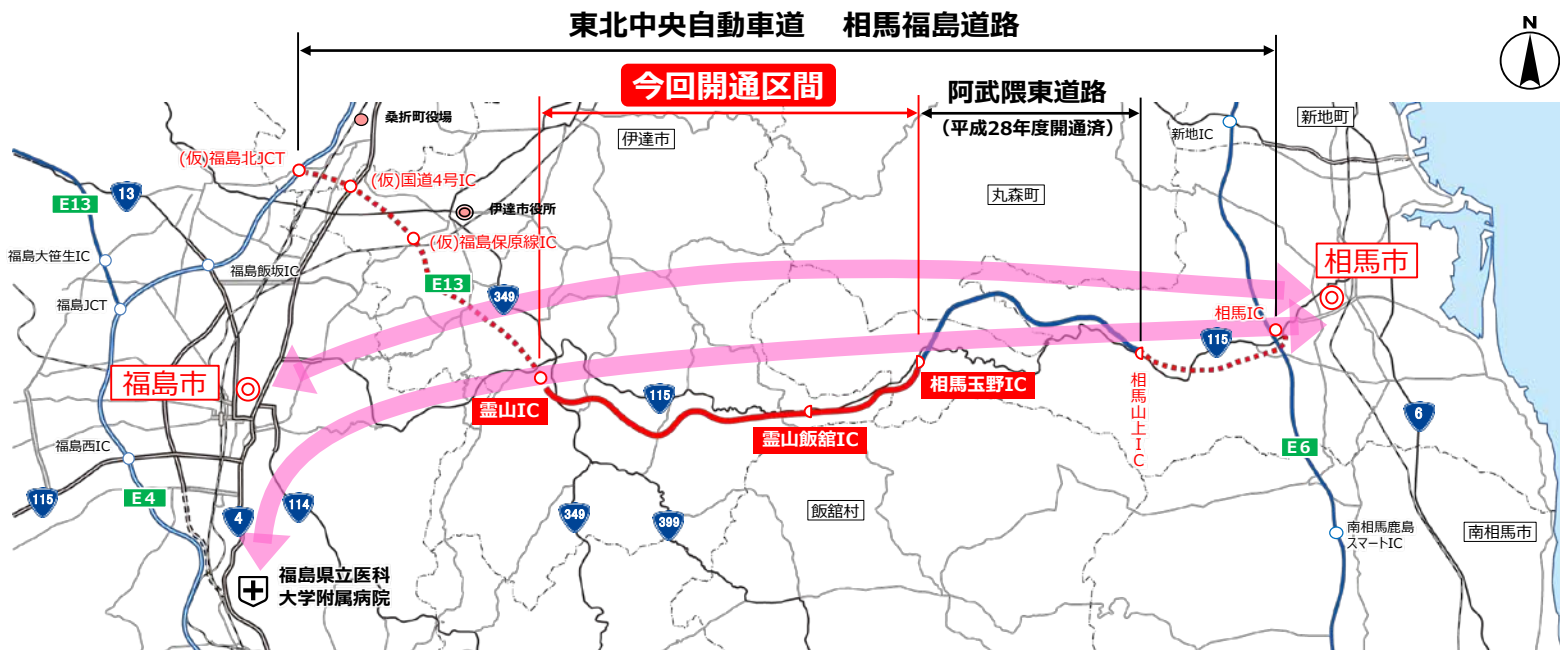 東北中央自動車道 相馬福島道路
N
今回開通区間
阿武隈東道路
（平成28年度開通済）
桑折町役場
伊達市
新地IC
新地町
(仮)福島北JCT
(仮)国道4号IC
13
E13
伊達市役所
丸森町
(仮)福島保原線IC
福島大笹生IC
福島飯坂IC
E13
349
相馬市
福島JCT
相馬IC
115
福島市
霊山IC
115
相馬玉野IC
相馬山上IC
6
霊山飯舘IC
福島西IC
E6
115
E4
4
114
349
399
飯舘村
南相馬鹿島
スマートIC
南相馬市
福島県立医科
大学附属病院